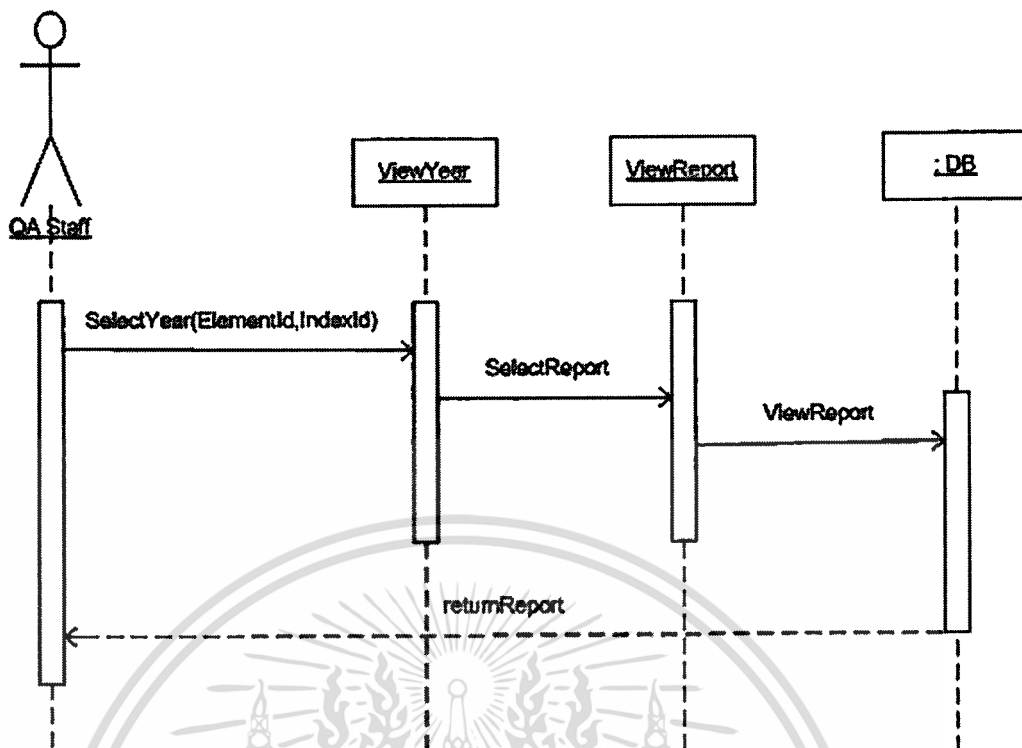 ViewYear
ViewReport
: DB
QA Staff
SelectYear(ElementId,IndexId)
SelectReport
ViewReport
returnReport